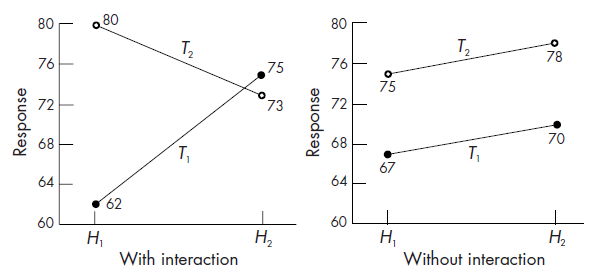 Response
80
76
72
68
64
60
80
T₂
75
73
T₁
62
H₁
H₂
With interaction
Response
80
76
72
68
64
60
T₂
75
78
T₁
67
70
H₁
H₂
Without interaction